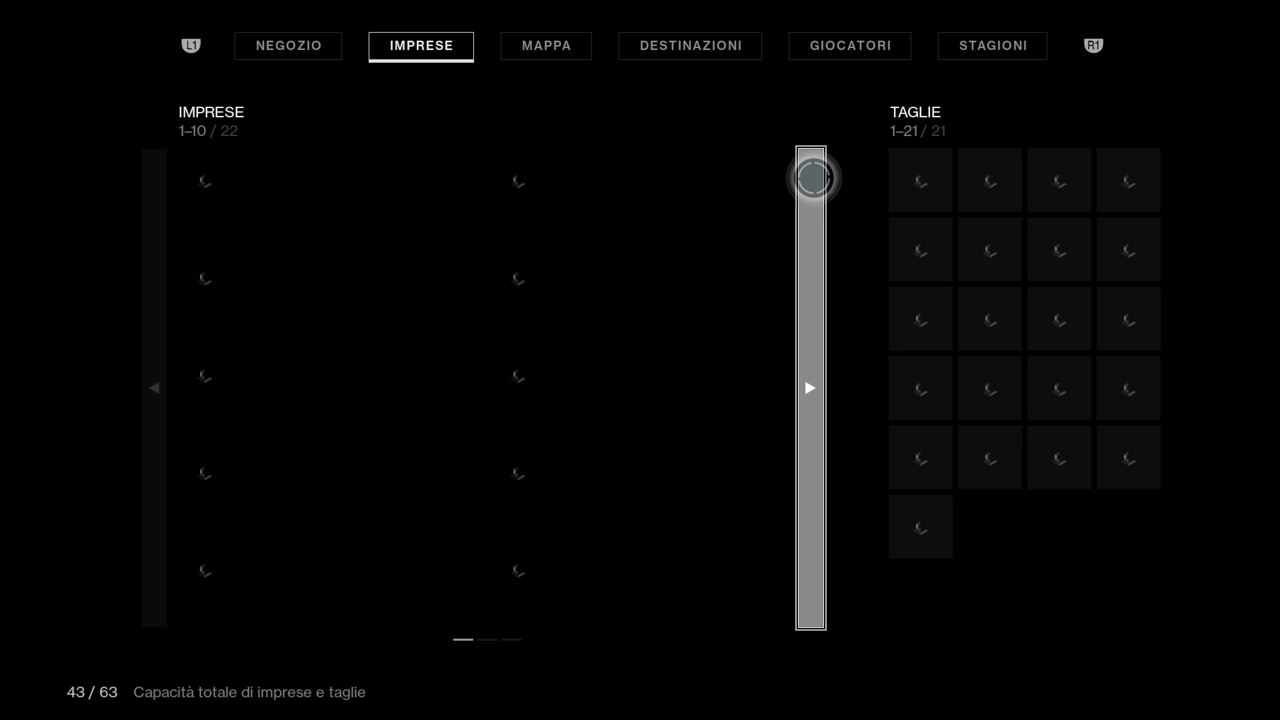 L1
NEGOZIO
IMPRESE
MAPPA
DESTINAZIONI
GIOCATORI
STAGIONI
R1
IMPRESE
1–10 / 22
TAGLIE
1–21 / 21
43 / 63 Capacità totale di imprese e taglie